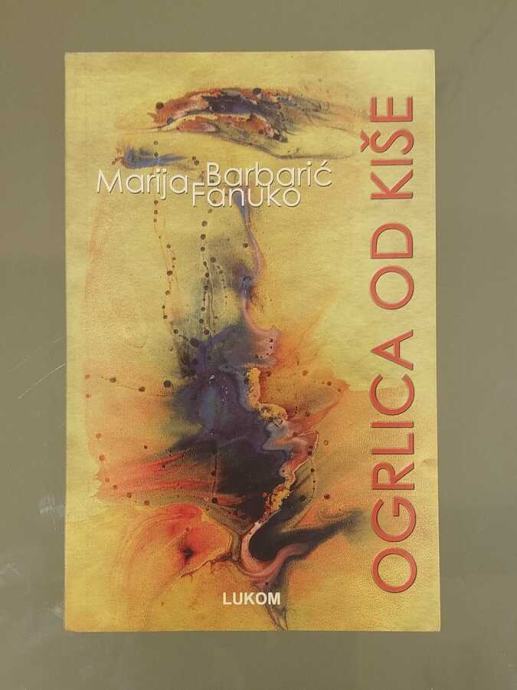 Marija Barbarić
Fanuko
OGRLICA OD KIŠE
LUKOM